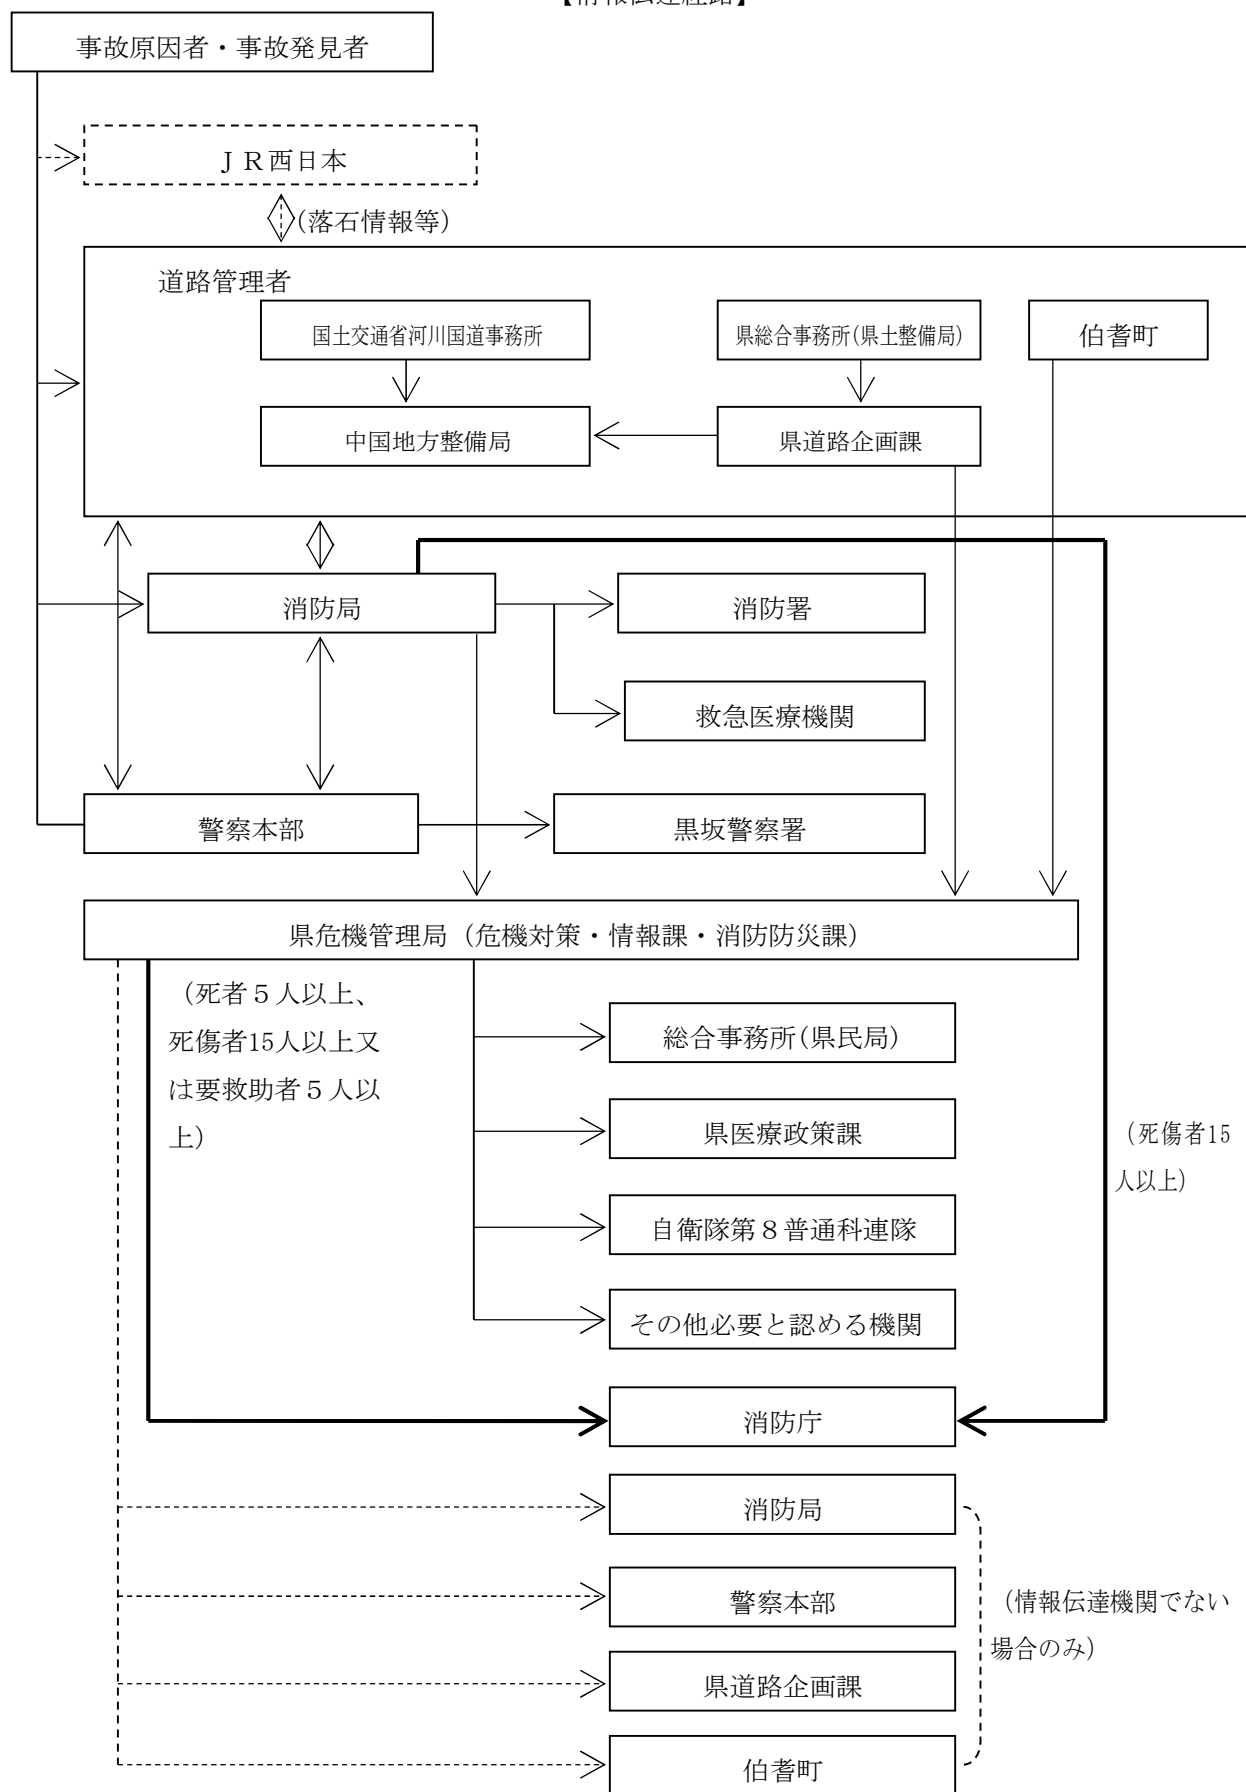 【情報伝達経路】
事故原因者・事故発見者
ＪＲ西日本
(落石情報等)
道路管理者
国土交通省河川国道事務所
県総合事務所(県土整備局)
伯耆町
中国地方整備局
県道路企画課
消防局
消防署
救急医療機関
警察本部
黒坂警察署
県危機管理局（危機対策・情報課・消防防災課）
（死者５人以上、
死傷者15人以上又
は要救助者５人以
上）
総合事務所(県民局)
県医療政策課
（死傷者15
人以上）
自衛隊第８普通科連隊
その他必要と認める機関
消防庁
消防局
警察本部
（情報伝達機関でない
場合のみ）
県道路企画課
伯耆町